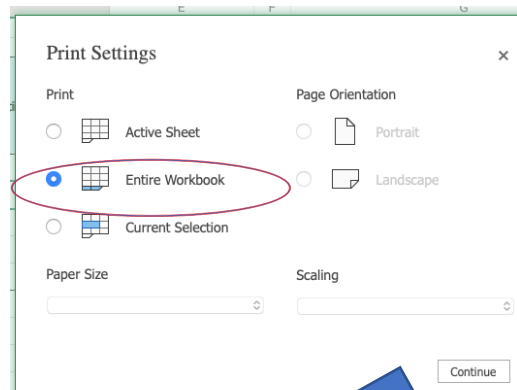 E F G
Print Settings
Print
Active Sheet
Entire Workbook
Current Selection
Page Orientation
Portrait
Landscape
Paper Size
Scaling
Continue